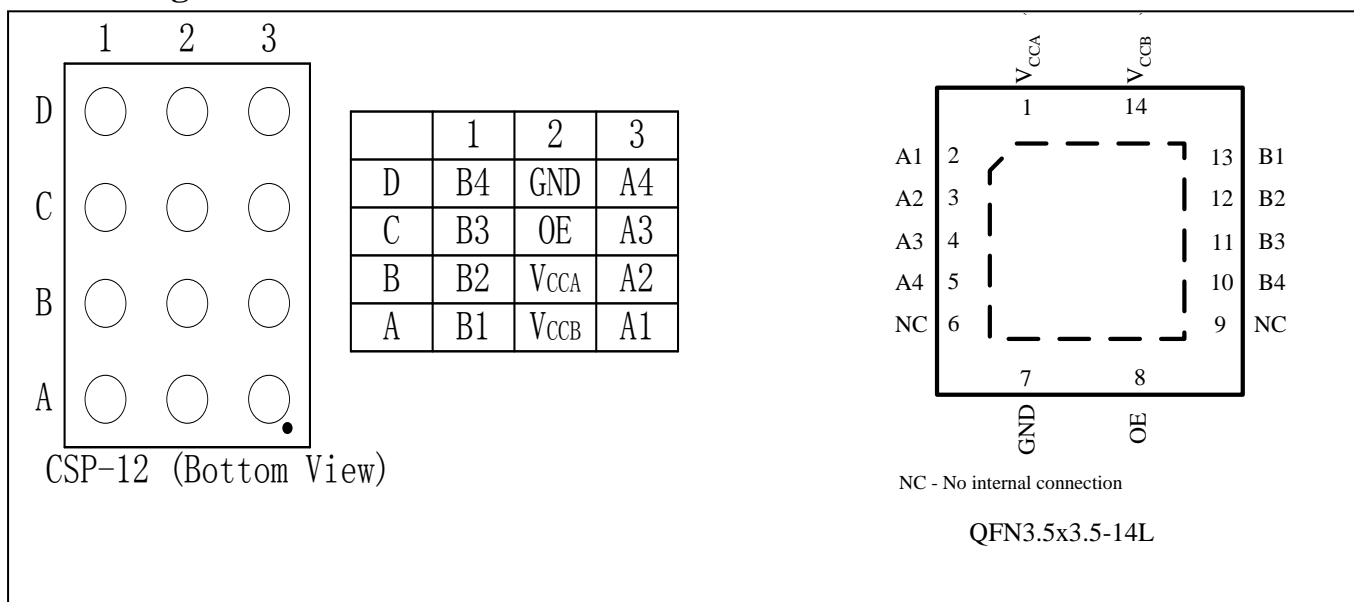 1 2 3
D
C
B
A
CSP-12 (Bottom View)
1 2 3
D B4 GND A4
C B3 OE A3
B B2 VCCA A2
A B1 VCCB A1
VCCA VCCB
1 14
A1 2 13 B1
A2 3 12 B2
A3 4 11 B3
A4 5 10 B4
NC 6 9 NC
7 8
GND OE
NC - No internal connection
QFN3.5x3.5-14L